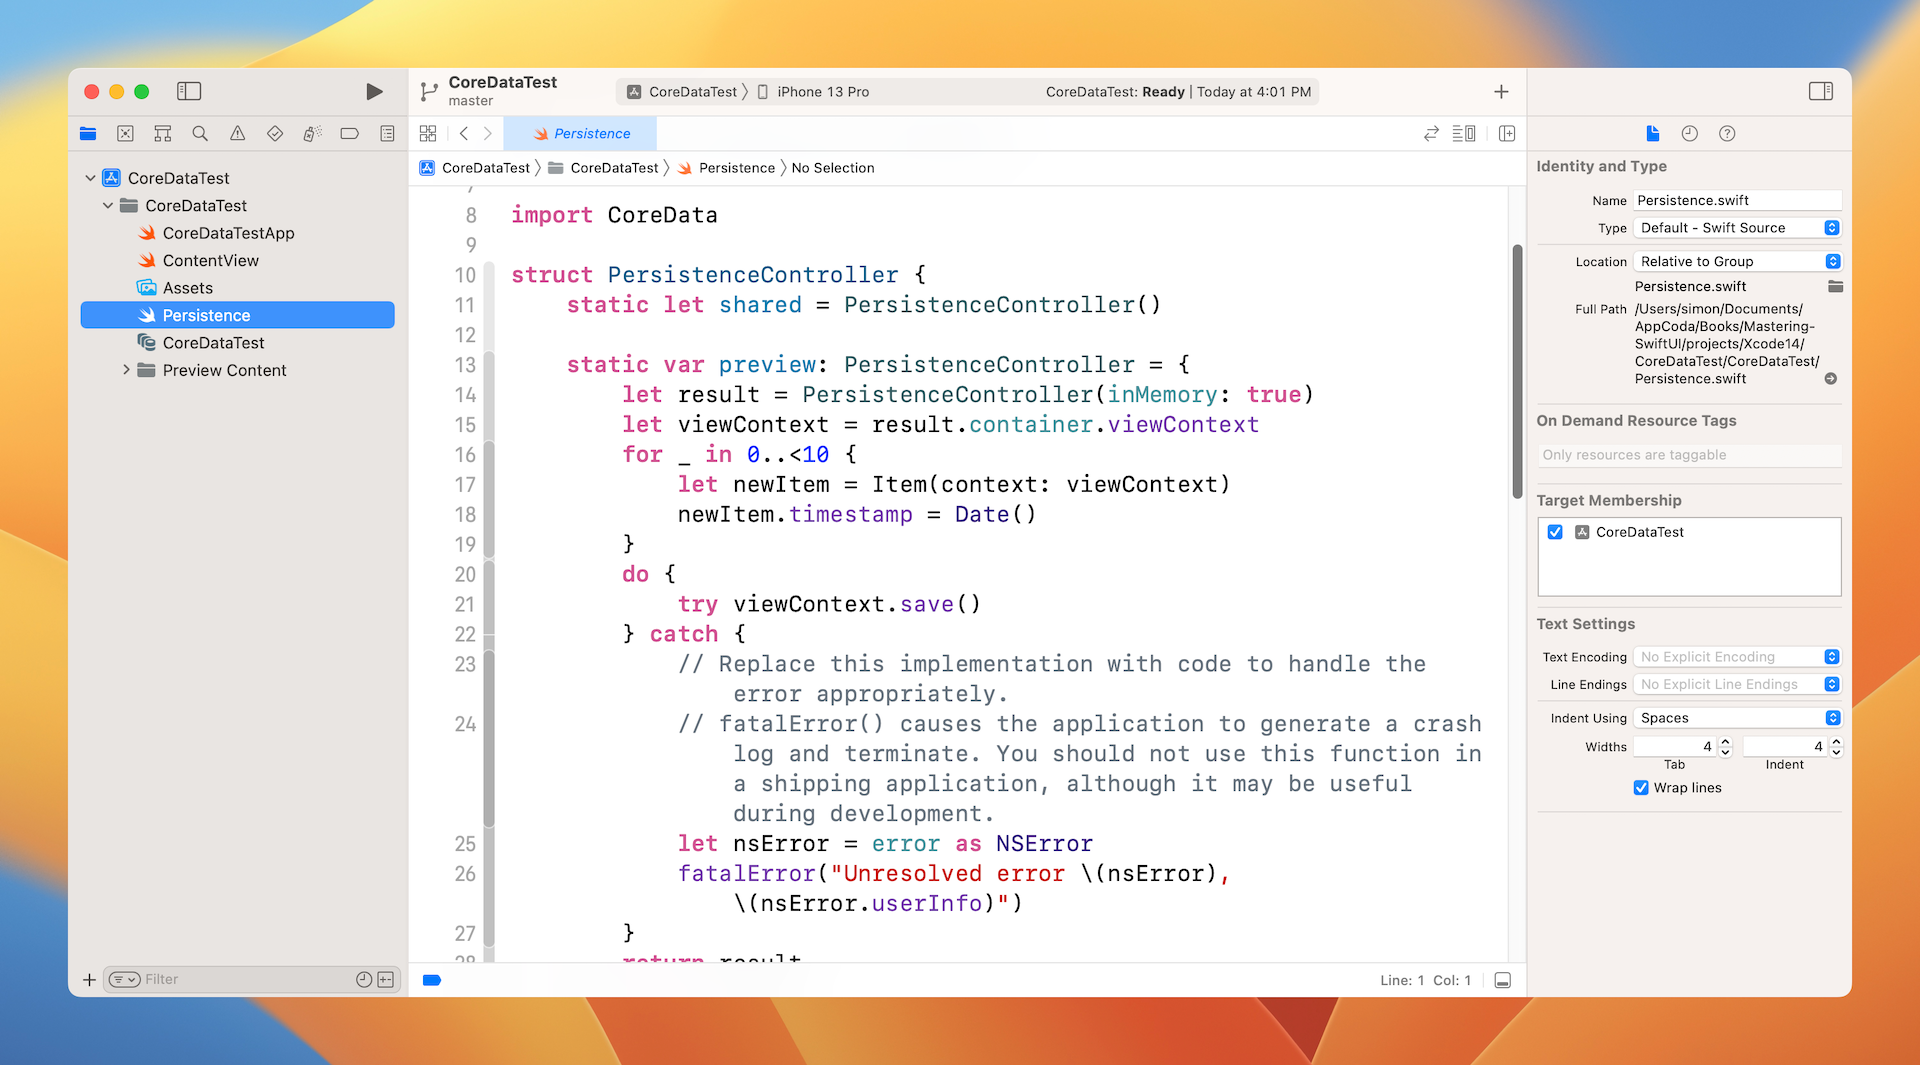 CoreDataTest
master
CoreDataTest
iPhone 13 Pro
CoreDataTest: Ready | Today at 4:01 PM
Persistence
CoreDataTest
CoreDataTest
CoreDataTestApp
ContentView
Assets
Persistence
CoreDataTest
Preview Content
Filter
CoreDataTest
CoreDataTest
Persistence
No Selection
7
8 import CoreData
9
10 struct PersistenceController {
11 static let shared = PersistenceController()
12
13 static var preview: PersistenceController = {
14 let result = PersistenceController(inMemory: true)
15 let viewContext = result.container.viewContext
16 for _ in 0..<10 {
17 let newItem = Item(context: viewContext)
18 newItem.timestamp = Date()
19 }
20 do {
21 try viewContext.save()
22 } catch {
23 // Replace this implementation with code to handle the
error appropriately.
24 // fatalError() causes the application to generate a crash
log and terminate. You should not use this function in
a shipping application, although it may be useful
during development.
25 let nsError = error as NSError
26 fatalError("Unresolved error \(nsError),
\(nsError.userInfo)")
27 }
28 return result
Line: 1 Col: 1
Identity and Type
Name Persistence.swift
Type Default - Swift Source
Location Relative to Group
Persistence.swift
Full Path /Users/simon/Documents/
AppCoda/Books/Mastering-
SwiftUI/projects/Xcode14/
CoreDataTest/CoreDataTest/
Persistence.swift
On Demand Resource Tags
Only resources are taggable
Target Membership
CoreDataTest
Text Settings
Text Encoding No Explicit Encoding
Line Endings No Explicit Line Endings
Indent Using Spaces
Widths 4 4
Tab Indent
Wrap lines